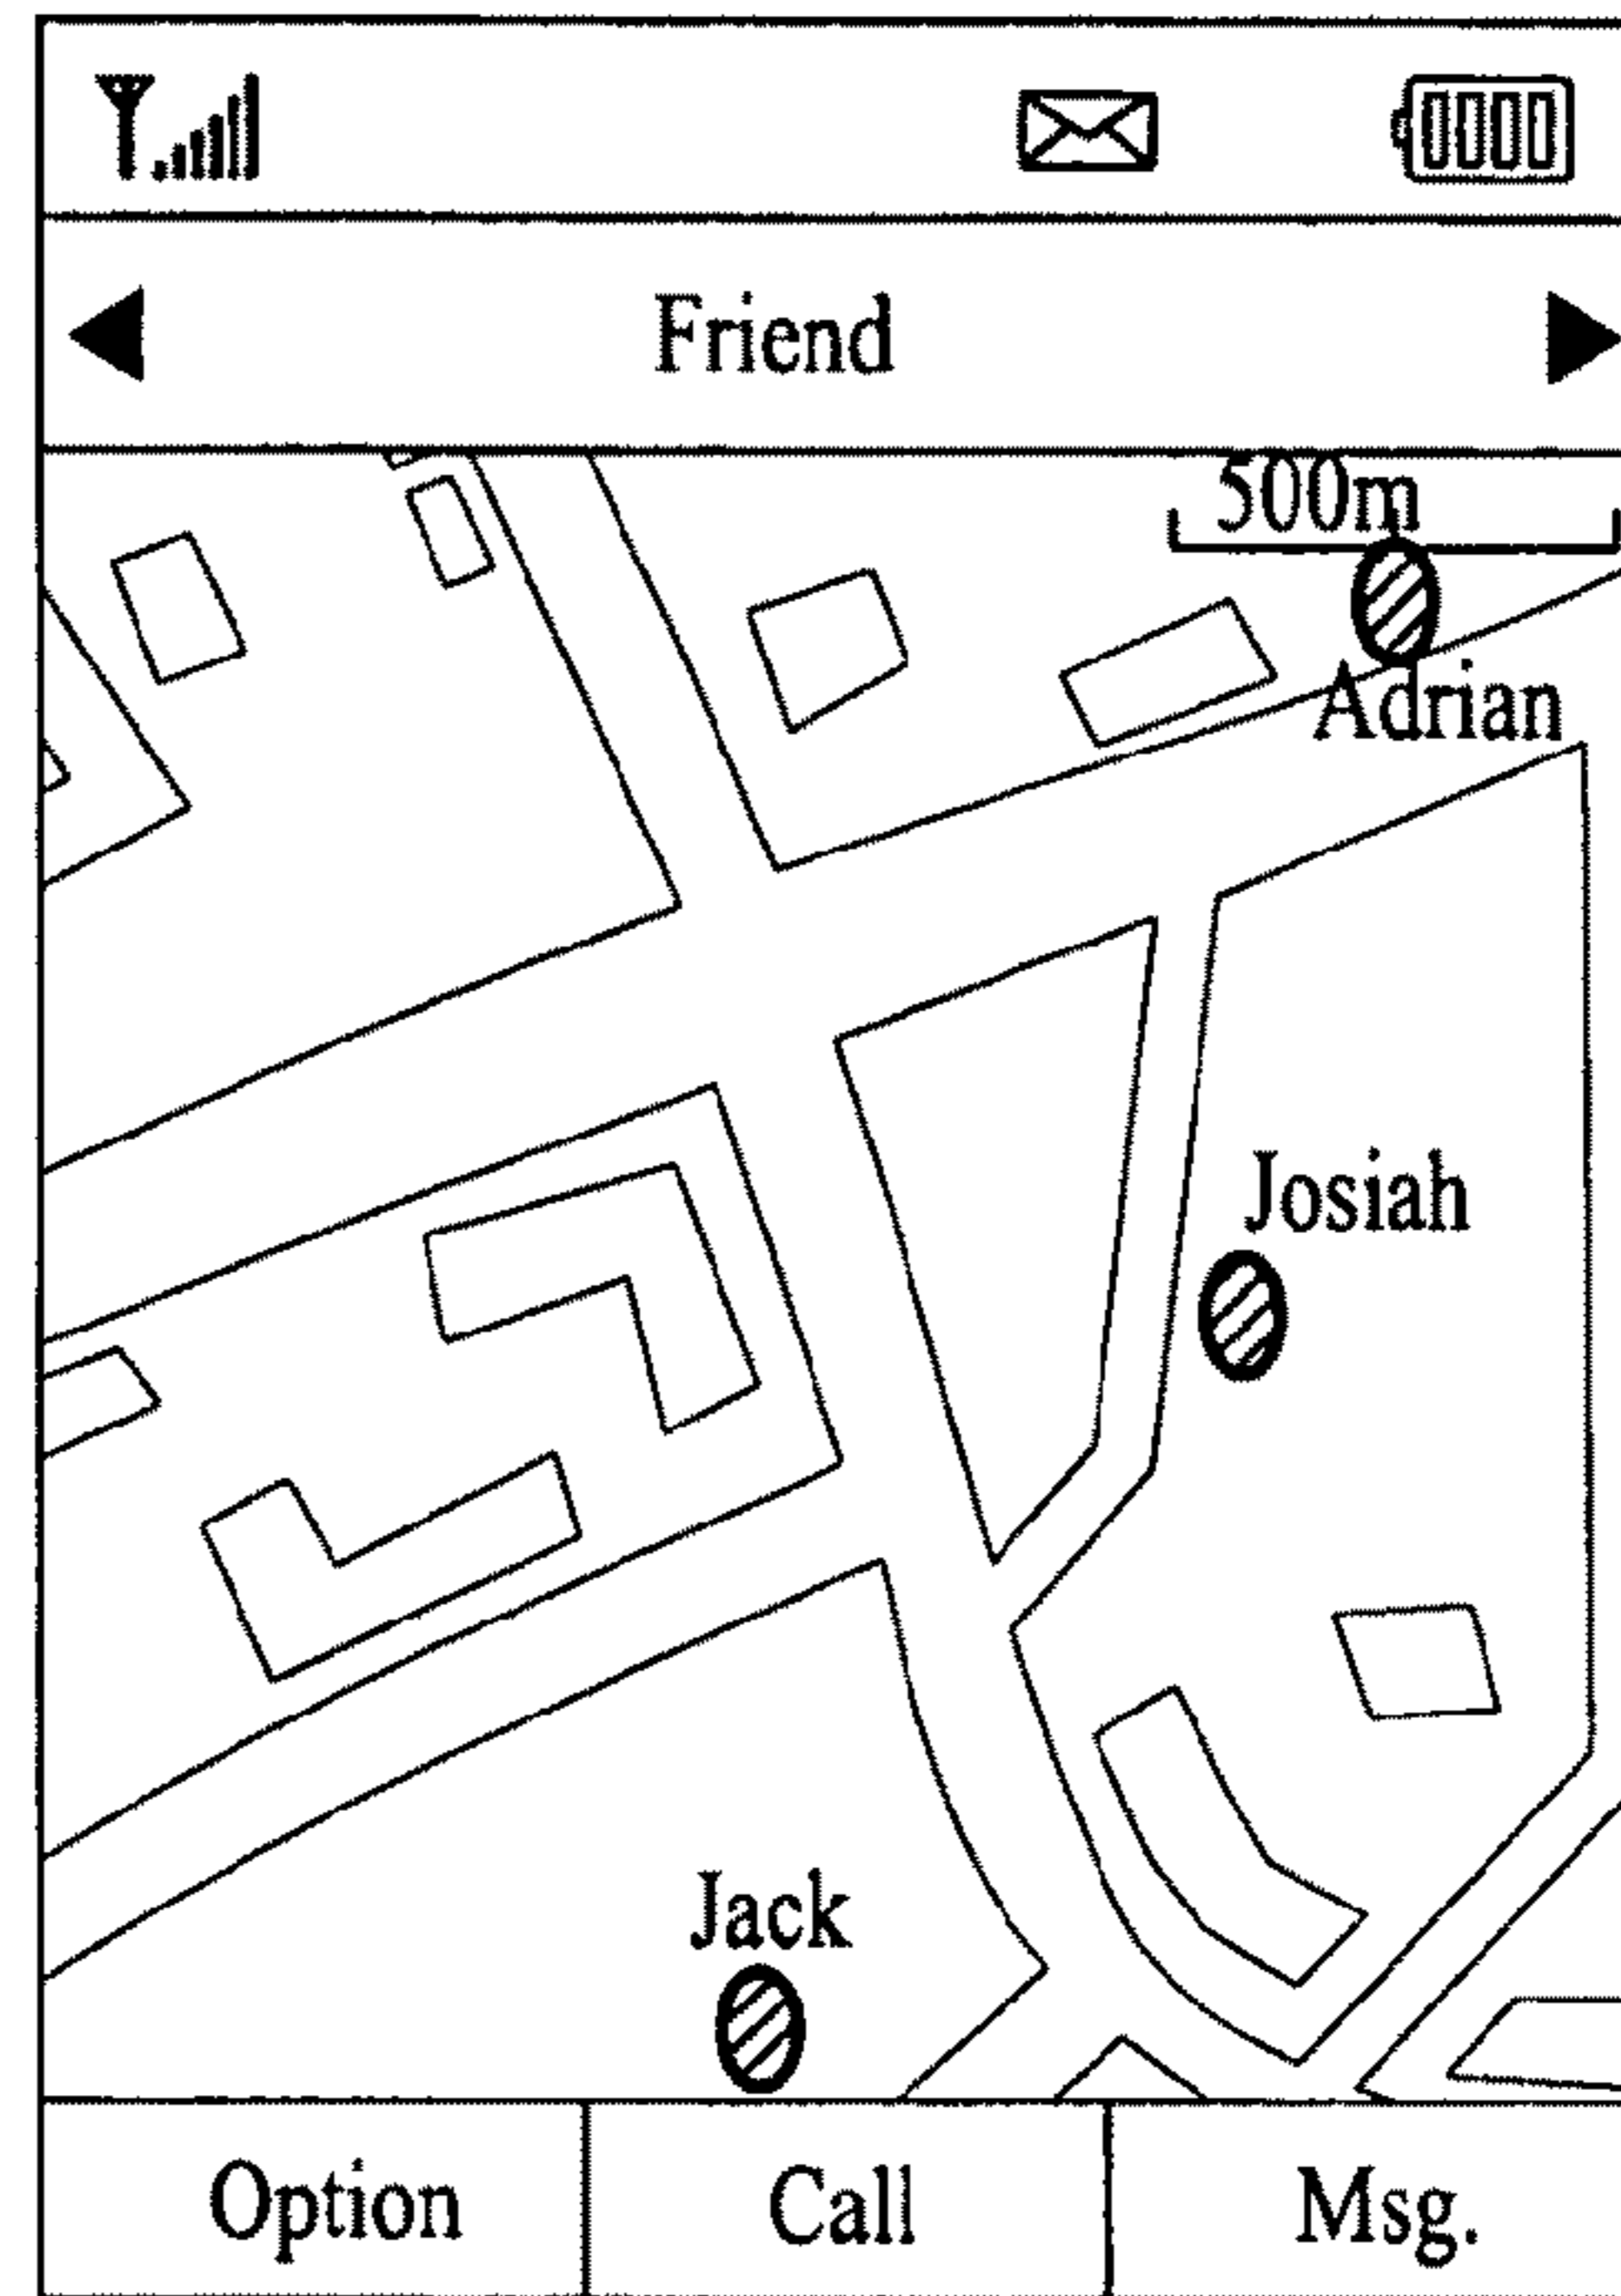 Friend
500m
Adrian
Josiah
Jack
Option
Call
Msg.